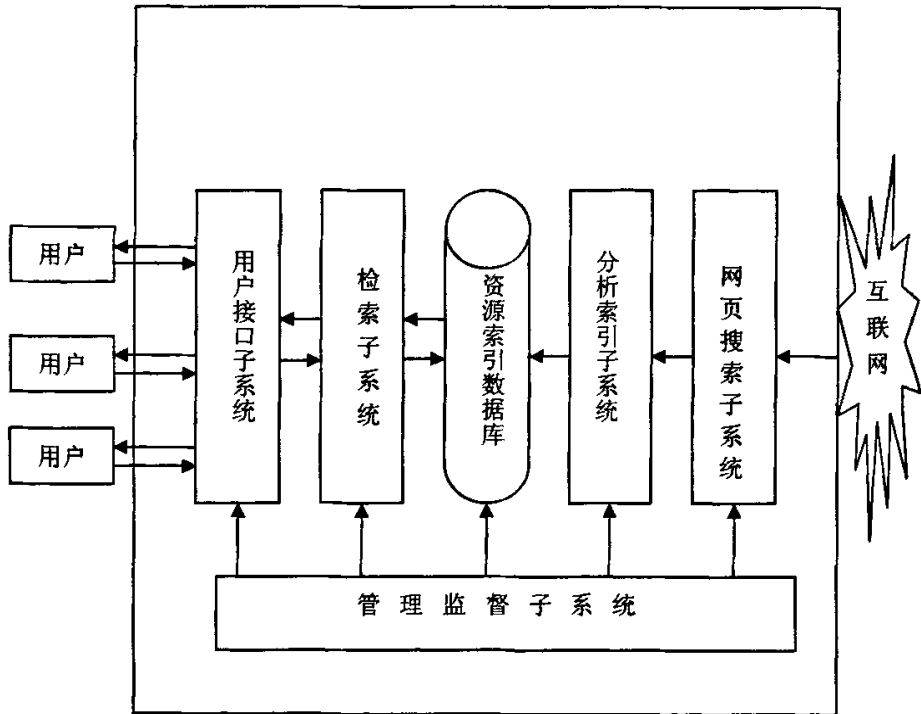 用户
用户
用户
用户接口子系统
检索子系统
资源索引数据库
分析索引子系统
网页搜索子系统
互联网
管理监督子系统